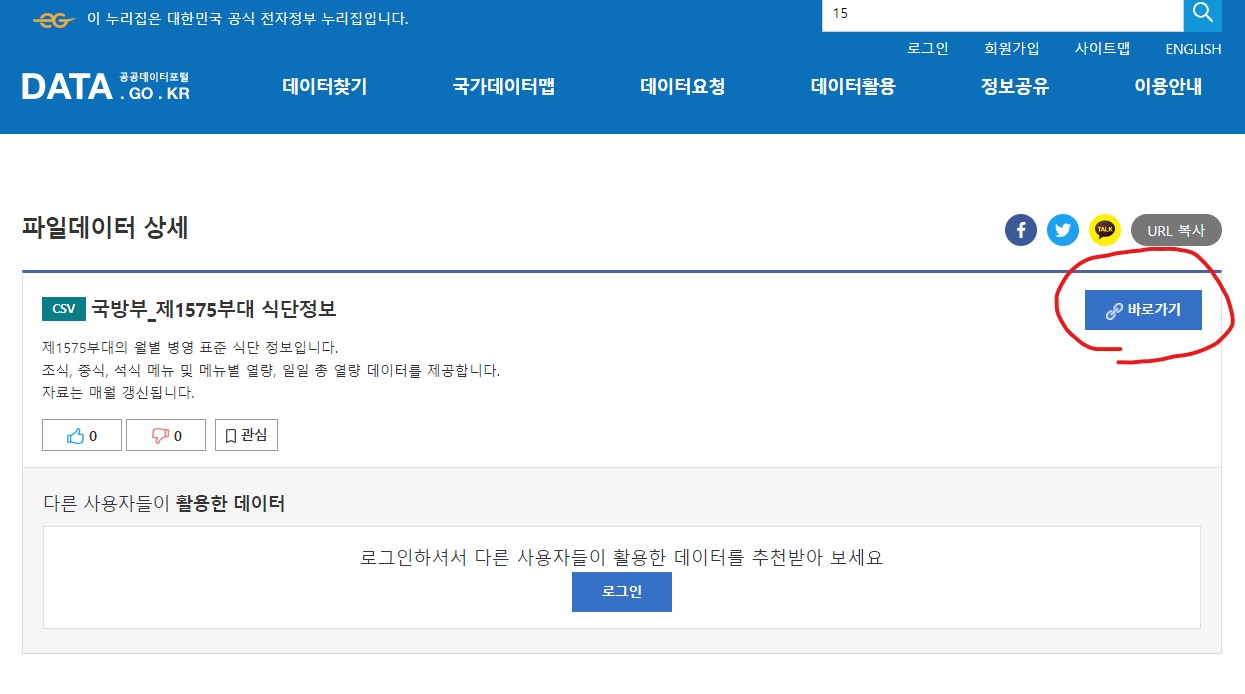 이 누리집은 대한민국 공식 전자정부 누리집입니다.
15
로그인 회원가입 사이트맵 ENGLISH
DATA 공공데이터포털
. GO . KR
데이터찾기 국가데이터맵 데이터요청 데이터활용 정보공유 이용안내
파일데이터 상세
f TALK URL 복사
CSV 국방부_제1575부대 식단정보
바로가기
제1575부대의 월별 병영 표준 식단 정보입니다.
조식, 중식, 석식 메뉴 및 메뉴별 열량, 일일 총 열량 데이터를 제공합니다.
자료는 매월 갱신됩니다.
0 0 관심
다른 사용자들이 활용한 데이터
로그인하셔서 다른 사용자들이 활용한 데이터를 추천받아 보세요
로그인